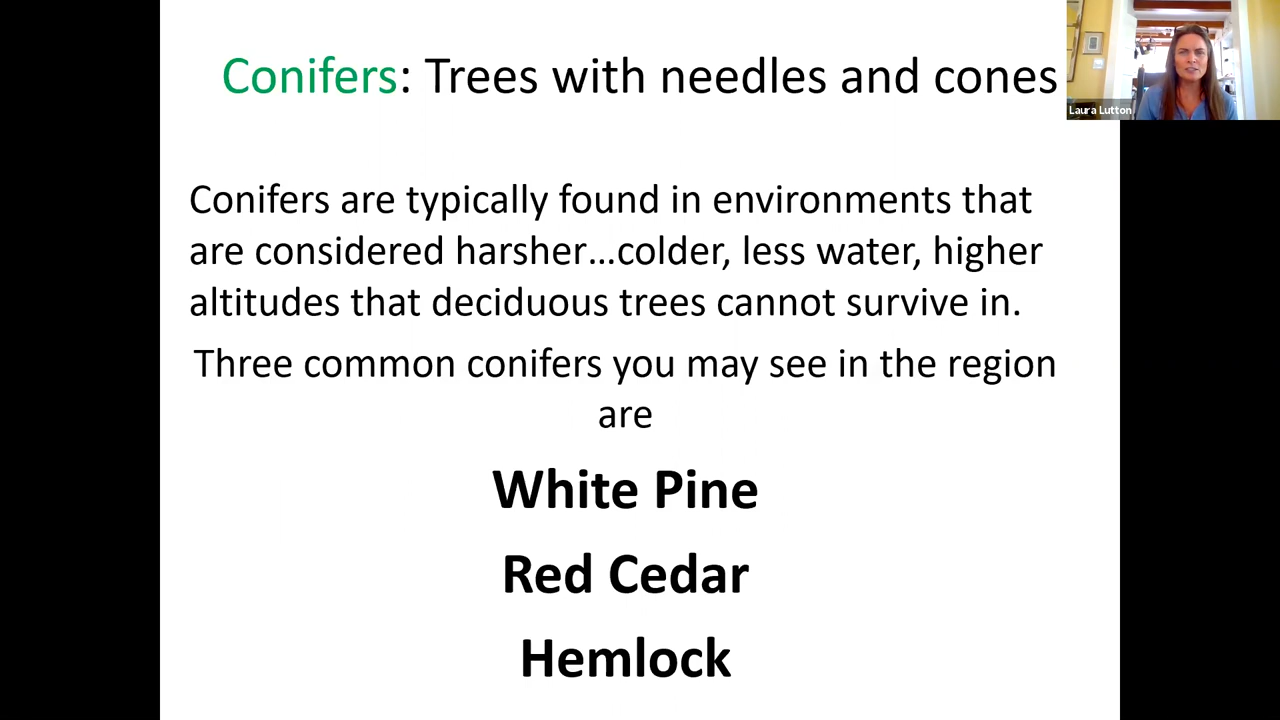 Conifers: Trees with needles and cones
Laura Lutton
Conifers are typically found in environments that
are considered harsher…colder, less water, higher
altitudes that deciduous trees cannot survive in.
Three common conifers you may see in the region
are
White Pine
Red Cedar
Hemlock